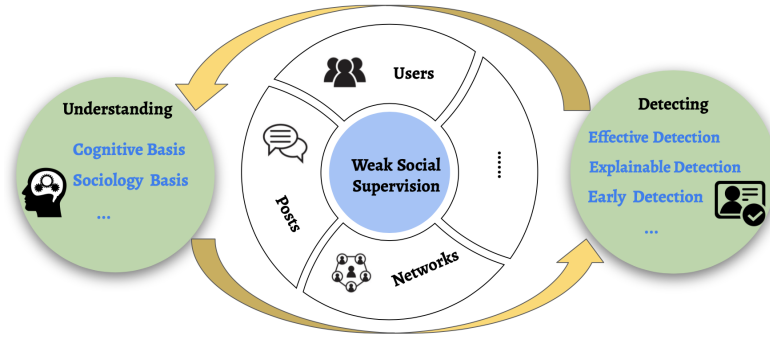 Understanding
Cognitive Basis
Sociology Basis
...
Users
Posts
Weak Social
Supervision
Networks
......
Detecting
Effective Detection
Explainable Detection
Early Detection
...